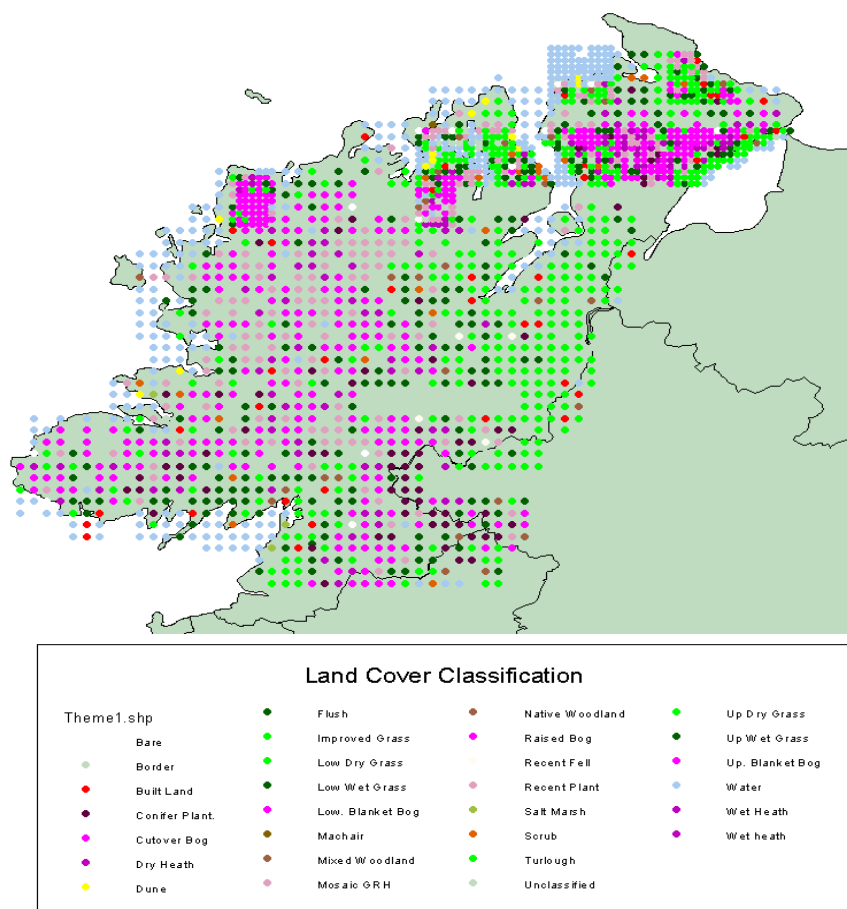 Land Cover Classification
Theme1.shp
Bare
Border
Built Land
Conifer Plant.
Cutover Bog
Dry Heath
Dune
Flush
Improved Grass
Low Dry Grass
Low Wet Grass
Low. Blanket Bog
Machair
Mixed Woodland
Mosaic GRH
Native Woodland
Raised Bog
Recent Fell
Recent Plant
Salt Marsh
Scrub
Turlough
Unclassified
Up Dry Grass
Up Wet Grass
Up. Blanket Bog
Water
Wet Heath
Wet heath